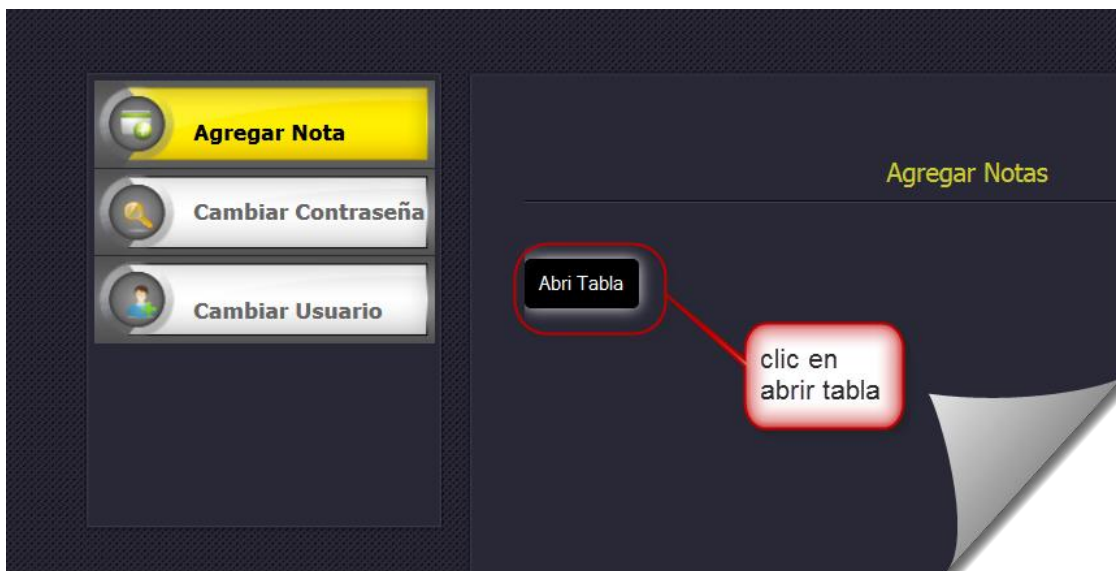 Agregar Nota
Cambiar Contraseña
Cambiar Usuario
Agregar Notas
Abri Tabla
clic en
abrir tabla